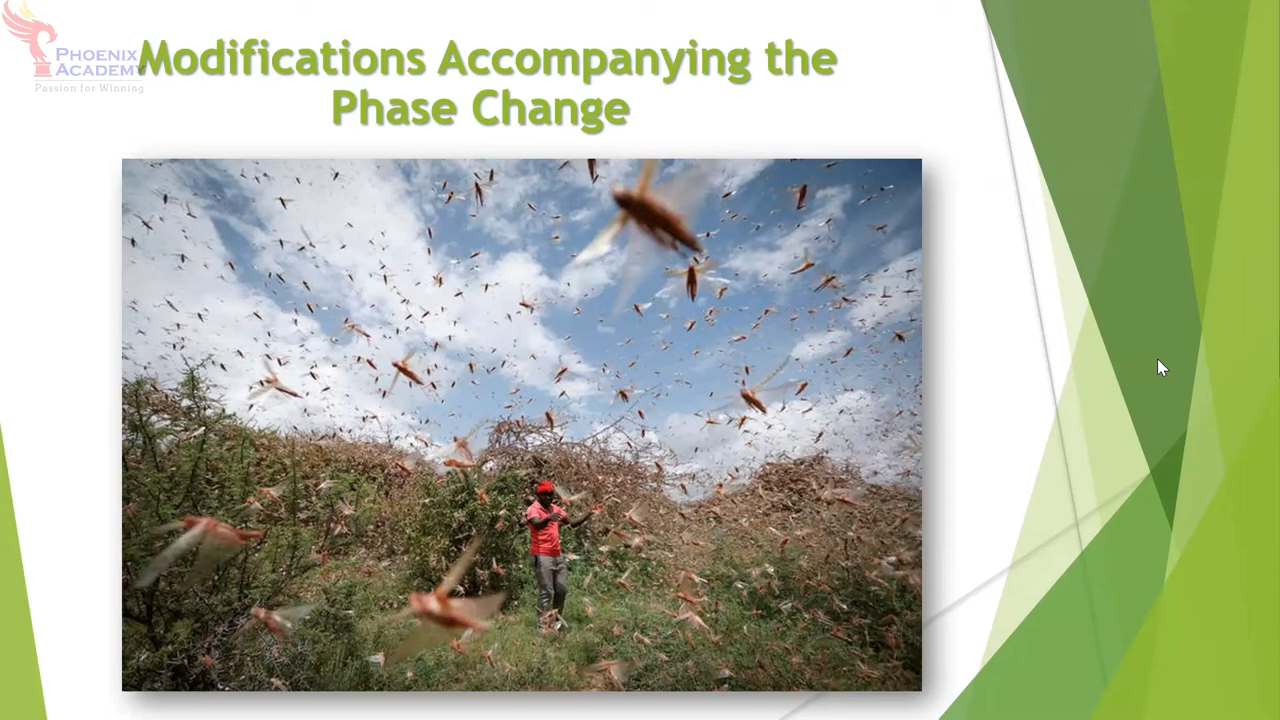 PHOENIX
ACADEMY
Passion for Winning
Modifications Accompanying the
Phase Change